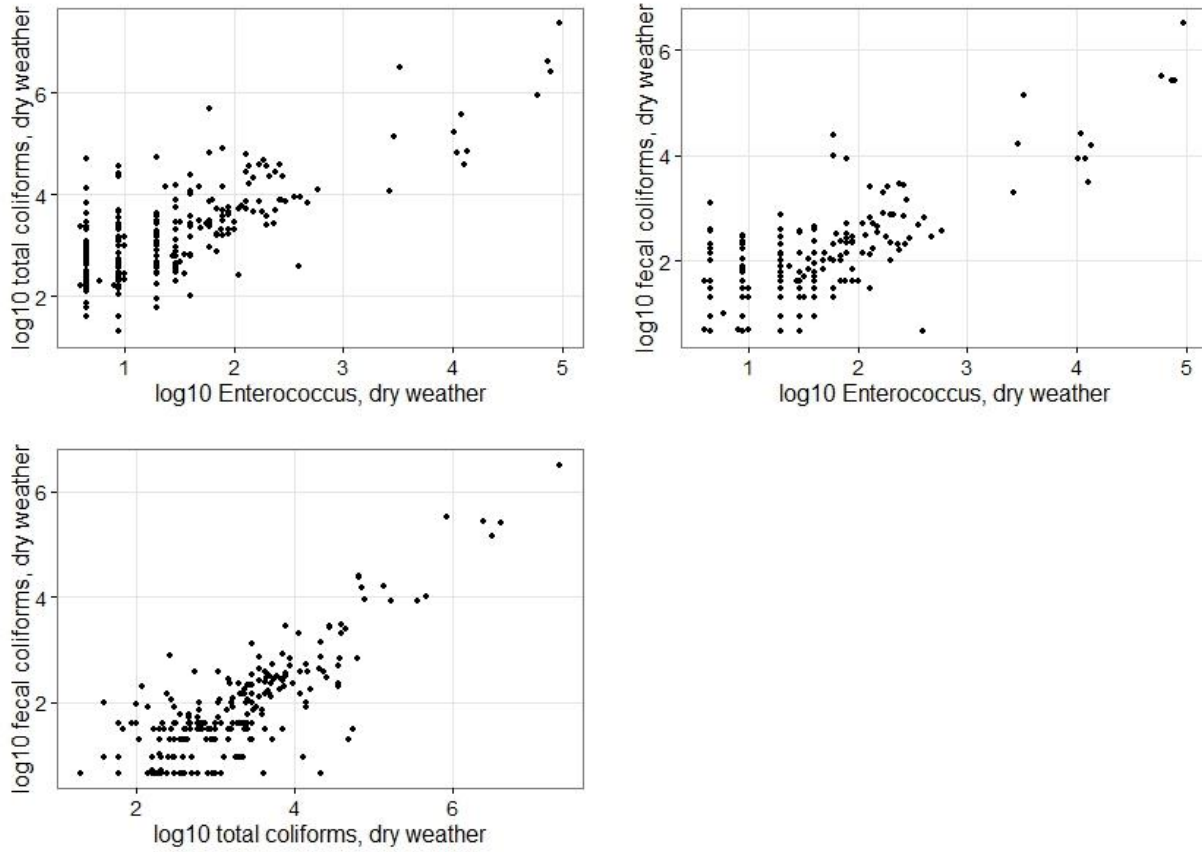 log10 total coliforms, dry weather
6
4
2
1 2 3 4 5
log10 Enterococcus, dry weather
log10 fecal coliforms, dry weather
6
4
2
1 2 3 4 5
log10 Enterococcus, dry weather
log10 fecal coliforms, dry weather
6
4
2
2 4 6
log10 total coliforms, dry weather